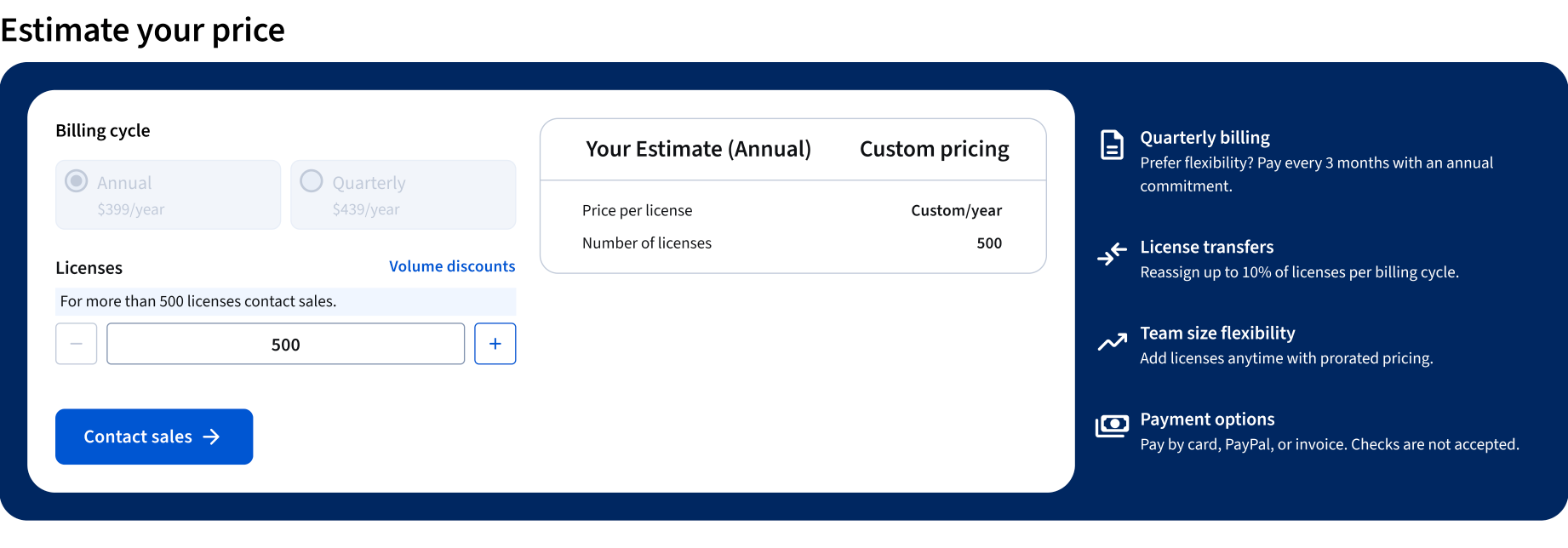 Estimate your price
Billing cycle
Annual
$399/year
Quarterly
$439/year
Licenses
Volume discounts
For more than 500 licenses contact sales.
500
Contact sales
Your Estimate (Annual)
Custom pricing
Price per license
Custom/year
Number of licenses
500
Quarterly billing
Prefer flexibility? Pay every 3 months with an annual
commitment.
License transfers
Reassign up to 10% of licenses per billing cycle.
Team size flexibility
Add licenses anytime with prorated pricing.
Payment options
Pay by card, PayPal, or invoice. Checks are not accepted.